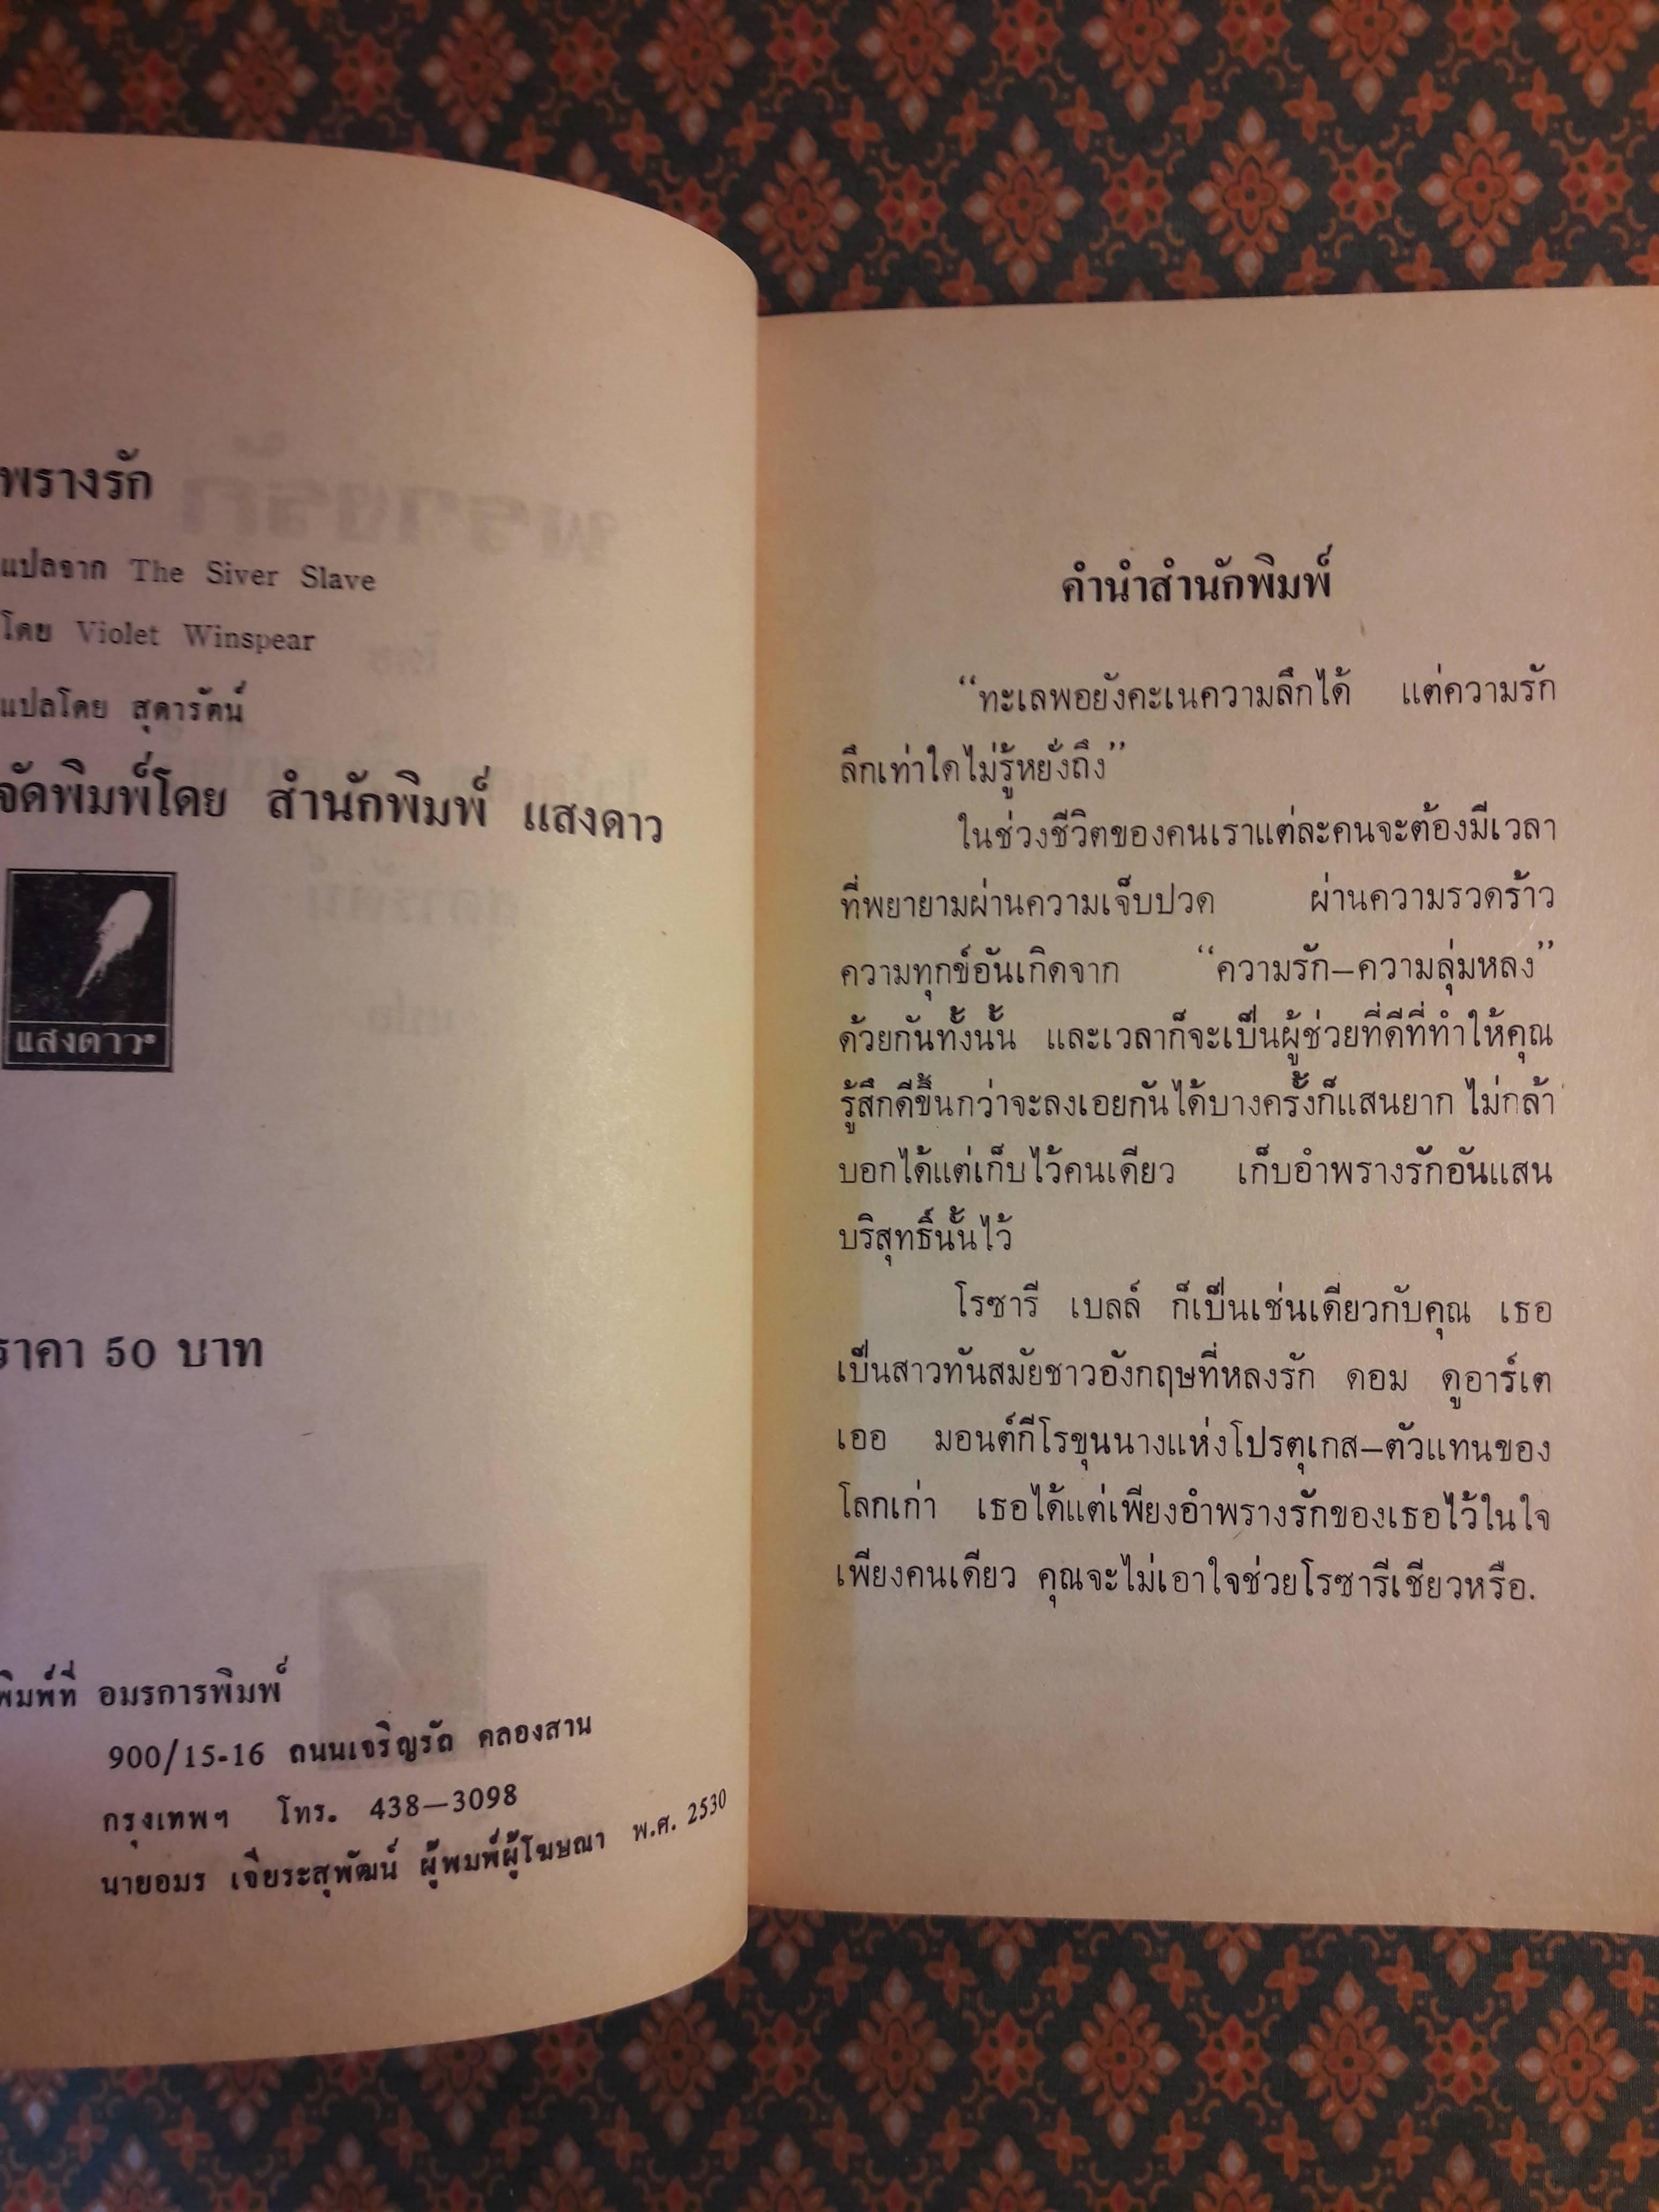 พรางรัก
แปลจาก The Siver Slave
โดย Violet Winspear
แปลโดย สุดารัตน์
จัดพิมพ์โดย สำนักพิมพ์ แสงดาว
แสงดาว
ราคา 50 บาท
พิมพ์ที่ อมรการพิมพ์
900/15-16 ถนนเจริญรัถ คลองสาน
กรุงเทพฯ โทร. 438—3098
นายอมร เจียระสุพัฒน์ ผู้พมพ์ผู้โฆษณา พ.ศ. 2530
คำนำสำนักพิมพ์
“ทะเลพอยังคะเนความลึกได้ แต่ความรัก
ลึกเท่าใดไม่รู้หยั่งถึง”
ในช่วงชีวิตของคนเราแต่ละคนจะต้องมีเวลา
ที่พยายามผ่านความเจ็บปวด ผ่านความรวดร้าว
ความทุกข์อันเกิดจาก “ความรัก—ความลุ่มหลง”
ด้วยกันทั้งนั้น และเวลาก็จะเป็นผู้ช่วยที่ดีที่ทำให้คุณ
รู้สึกดีขึ้นกว่าจะลงเอยกันได้บางครั้งก็แสนยาก ไม่กล้า
บอกได้แต่เก็บไว้คนเดียว เก็บอำพรางรักอันแสน
บริสุทธิ์นั้นไว้
โรซารี เบลล์ ก็เป็นเช่นเดียวกับคุณ เธอ
เป็นสาวทันสมัยชาวอังกฤษที่หลงรัก ดอม ดูอาร์เต
เออ มอนต์กีโรขุนนางแห่งโปรตุเกส—ตัวแทนของ
โลกเก่า เธอได้แต่เพียงอำพรางรักของเธอไว้ในใจ
เพียงคนเดียว คุณจะไม่เอาใจช่วยโรซารีเชียวหรือ.